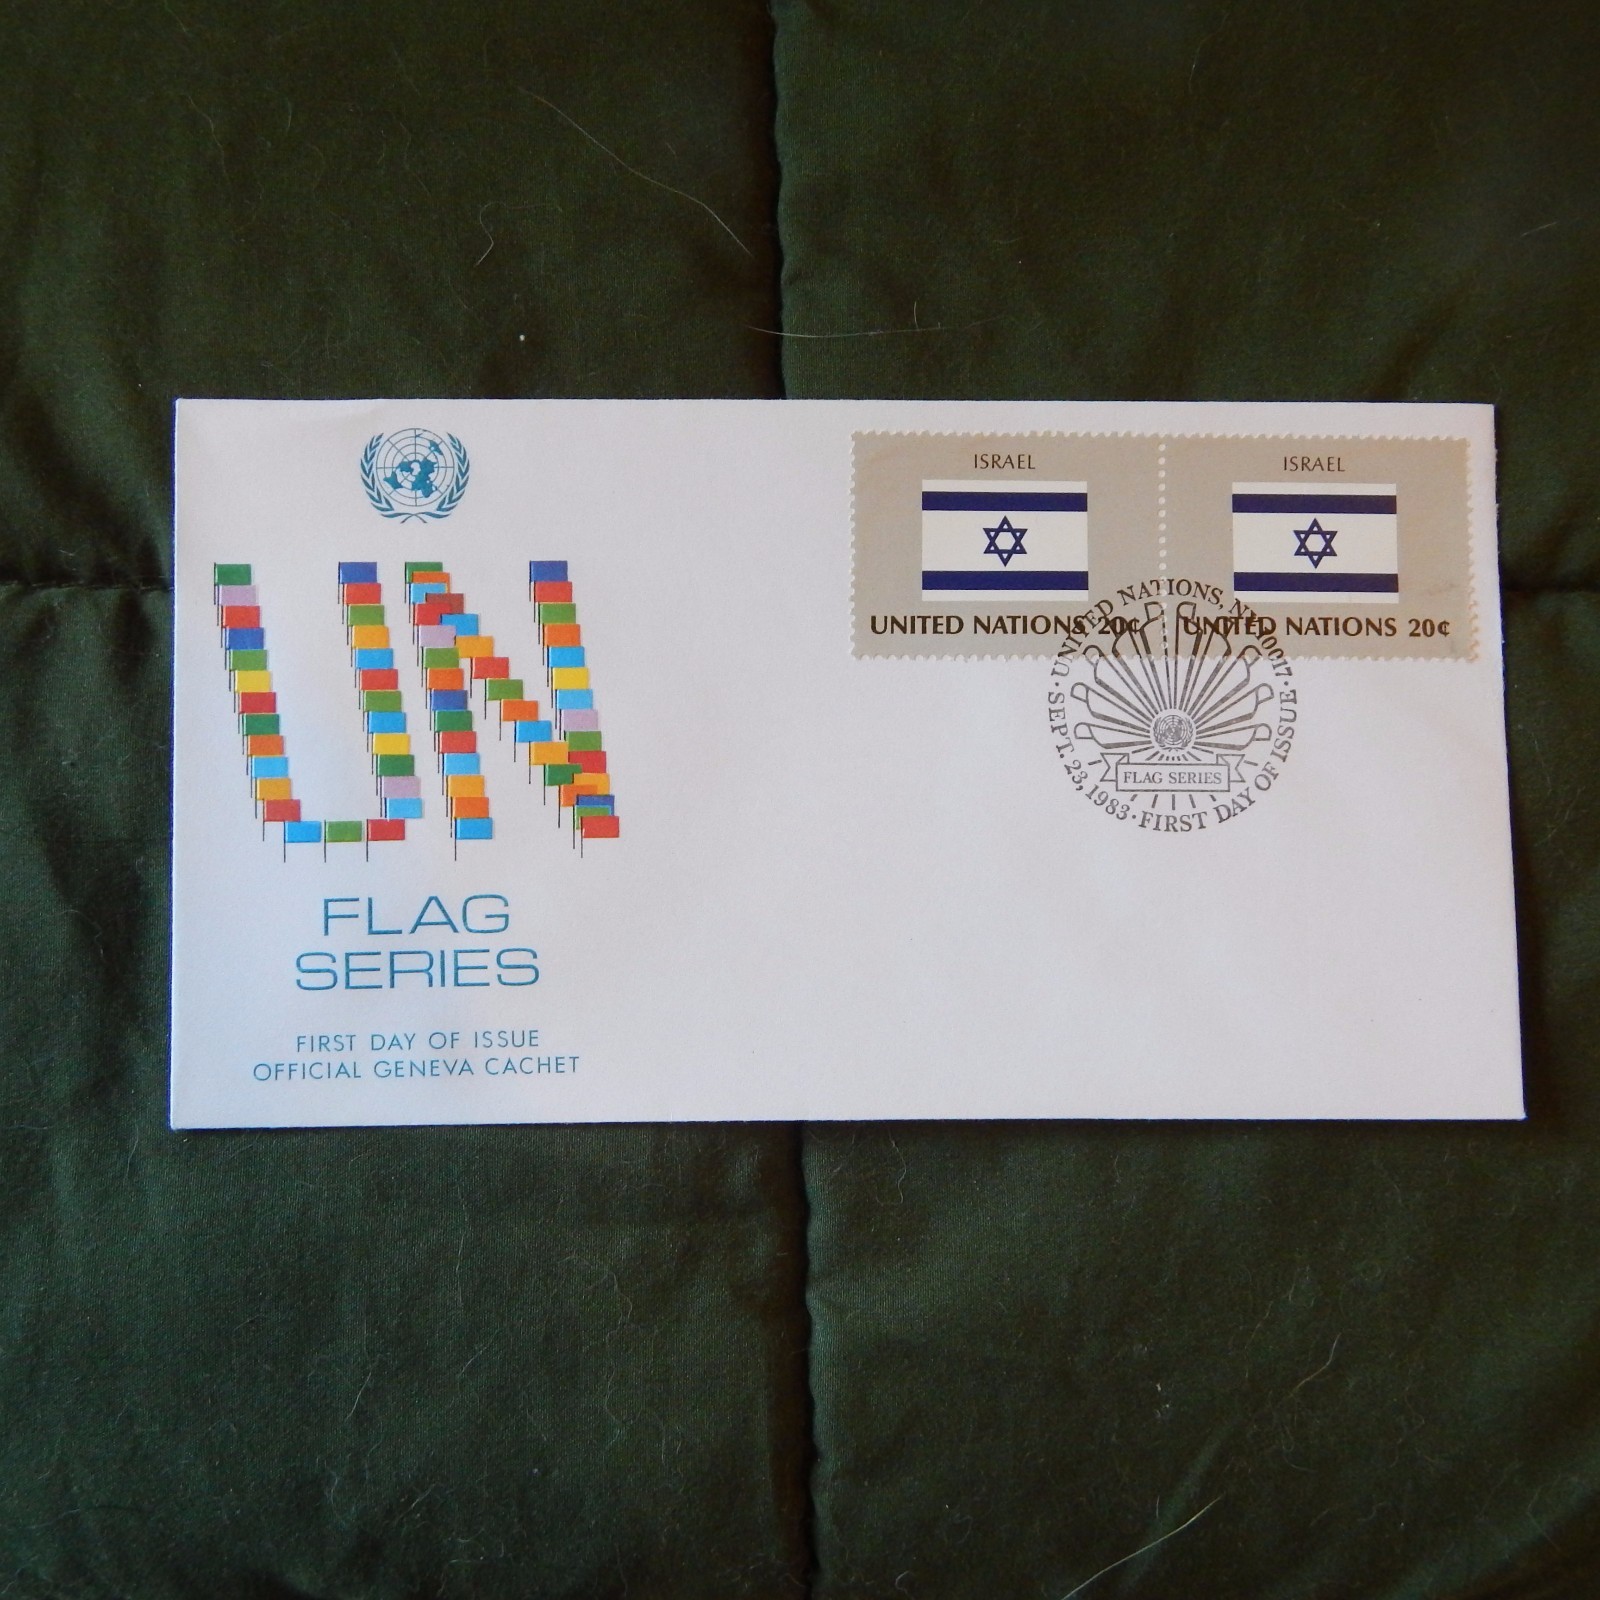 UN
FLAG
SERIES
FIRST DAY OF ISSUE
OFFICIAL GENEVA CACHET
ISRAEL
UNITED NATIONS 20¢
ISRAEL
UNITED NATIONS 20¢
UNITED NATIONS, NY 10017 · SEPT. 23, 1983 · FIRST DAY OF ISSUE
FLAG SERIES